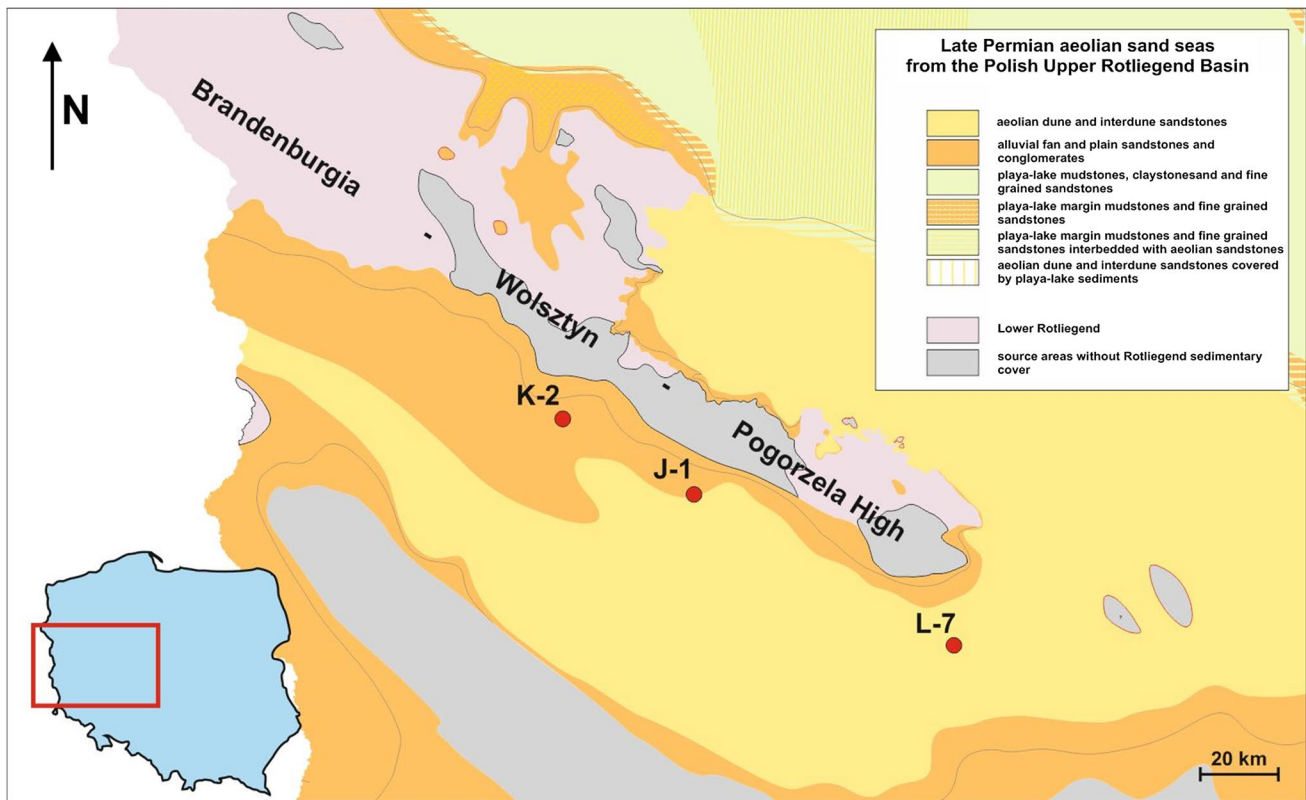 Late Permian aeolian sand seas
from the Polish Upper Rotliegend Basin
aeolian dune and interdune sandstones
alluvial fan and plain sandstones and
conglomerates
playa-lake mudstones, claystonesand and fine
grained sandstones
playa-lake margin mudstones and fine grained
sandstones
playa-lake margin mudstones and fine grained
sandstones interbedded with aeolian sandstones
aeolian dune and interdune sandstones covered
by playa-lake sediments
Lower Rotliegend
source areas without Rotliegend sedimentary
cover
N
Brandenburgia
-
Wolsztyn
-
Pogorzela High
K-2
J-1
L-7
20 km